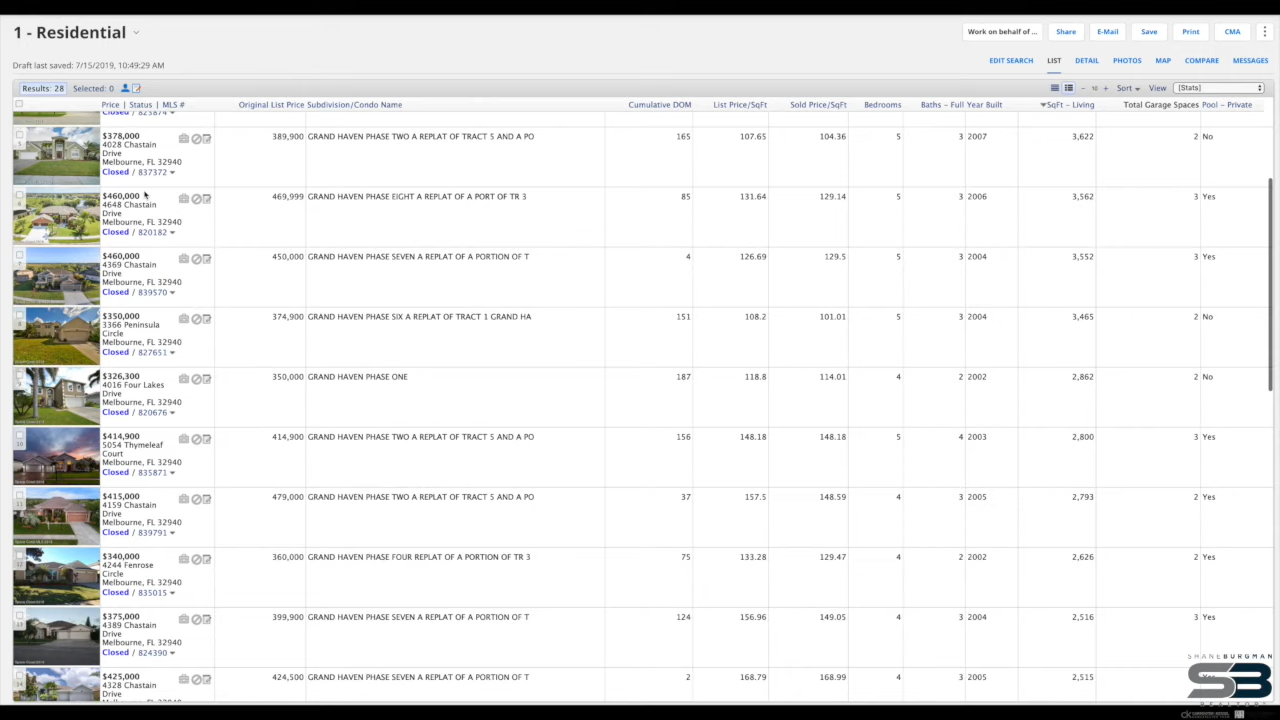 1 - Residential
Work on behalf of ... Share E-Mail Save Print CMA
Draft last saved: 7/15/2019, 10:49:29 AM
EDIT SEARCH LIST DETAIL PHOTOS MAP COMPARE MESSAGES
Results: 28 Selected: 0 - 10 + Sort View [Stats]
Price | Status | MLS # Original List Price Subdivision/Condo Name Cumulative DOM List Price/SqFt Sold Price/SqFt Bedrooms Baths - Full Year Built SqFt - Living Total Garage Spaces Pool - Private
Closed / 825874
5 $378,000 389,900 GRAND HAVEN PHASE TWO A REPLAT OF TRACT 5 AND A PO 165 107.65 104.36 5 3 2007 3,622 2 No
4028 Chastain
Drive
Melbourne, FL 32940
Closed / 837372
6 $460,000 469,999 GRAND HAVEN PHASE EIGHT A REPLAT OF A PORT OF TR 3 85 131.64 129.14 5 3 2006 3,562 3 Yes
4648 Chastain
Drive
Melbourne, FL 32940
Closed / 820182
7 $460,000 450,000 GRAND HAVEN PHASE SEVEN A REPLAT OF A PORTION OF T 4 126.69 129.5 5 3 2004 3,552 3 Yes
4369 Chastain
Drive
Melbourne, FL 32940
Closed / 839570
8 $350,000 374,900 GRAND HAVEN PHASE SIX A REPLAT OF TRACT 1 GRAND HA 151 108.2 101.01 5 3 2004 3,465 2 No
3366 Peninsula
Circle
Melbourne, FL 32940
Closed / 827651
9 $326,300 350,000 GRAND HAVEN PHASE ONE 187 118.8 114.01 4 2 2002 2,862 2 No
4016 Four Lakes
Drive
Melbourne, FL 32940
Closed / 820676
10 $414,900 414,900 GRAND HAVEN PHASE TWO A REPLAT OF TRACT 5 AND A PO 156 148.18 148.18 5 4 2003 2,800 3 Yes
5054 Thymeleaf
Court
Melbourne, FL 32940
Closed / 835871
11 $415,000 479,000 GRAND HAVEN PHASE TWO A REPLAT OF TRACT 5 AND A PO 37 157.5 148.59 4 3 2005 2,793 2 Yes
4159 Chastain
Drive
Melbourne, FL 32940
Closed / 839791
12 $340,000 360,000 GRAND HAVEN PHASE FOUR REPLAT OF A PORTION OF TR 3 75 133.28 129.47 4 2 2002 2,626 2 Yes
4244 Fenrose
Circle
Melbourne, FL 32940
Closed / 835015
13 $375,000 399,900 GRAND HAVEN PHASE SEVEN A REPLAT OF A PORTION OF T 124 156.96 149.05 4 3 2004 2,516 3 Yes
4389 Chastain
Drive
Melbourne, FL 32940
Closed / 824390
14 $425,000 424,500 GRAND HAVEN PHASE SEVEN A REPLAT OF A PORTION OF T 2 168.79 168.99 4 3 2005 2,515 Yes
4328 Chastain
Drive
SHANE BURGMAN
SB
REALTOR